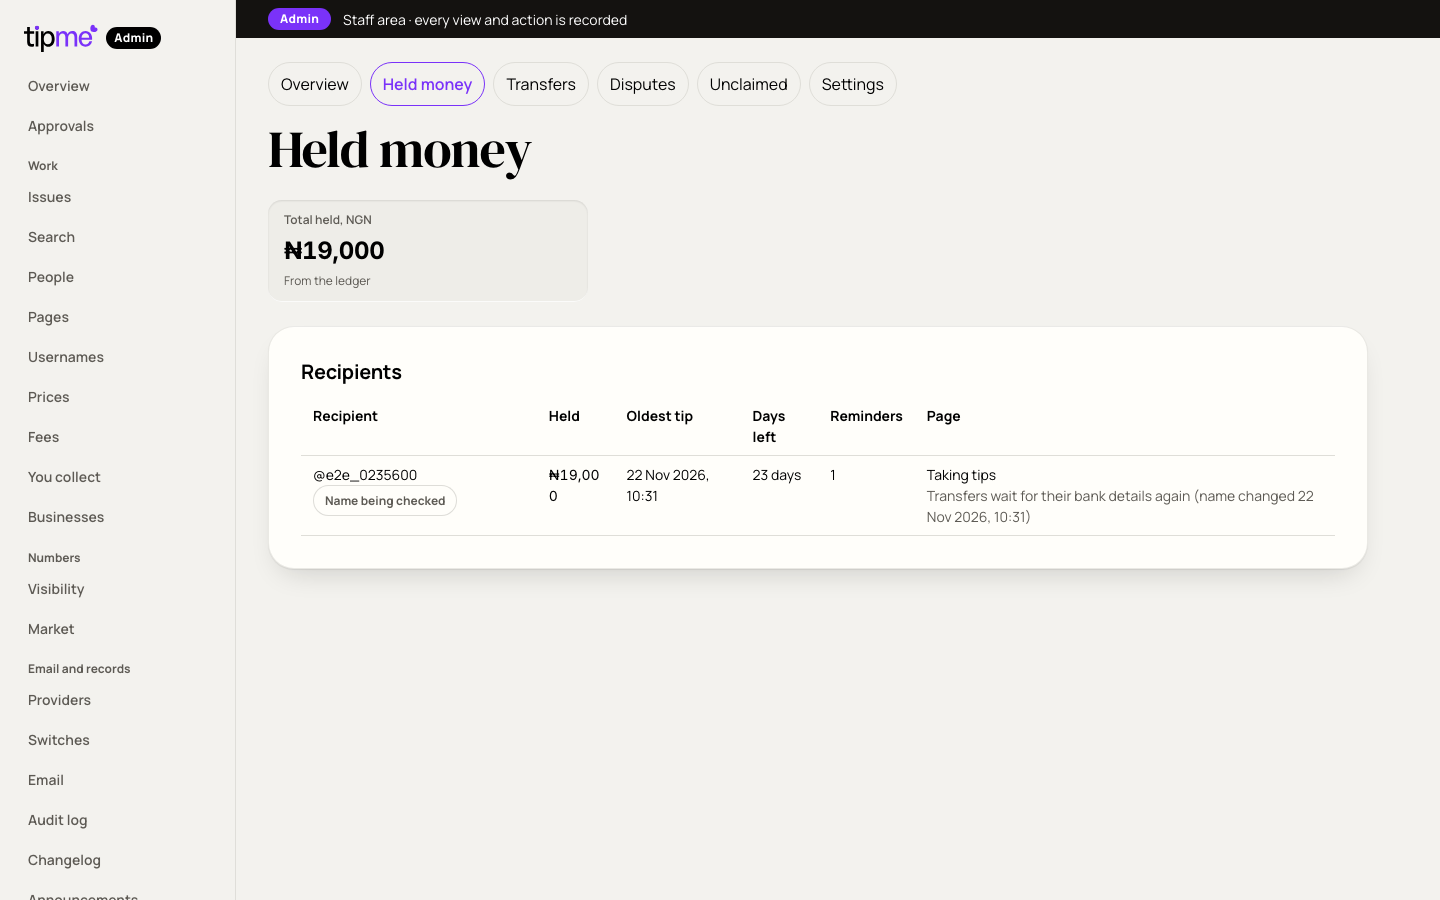 tipme Admin
Overview
Approvals
Work
Issues
Search
People
Pages
Usernames
Prices
Fees
You collect
Businesses
Numbers
Visibility
Market
Email and records
Providers
Switches
Email
Audit log
Changelog
Announcements
Admin Staff area · every view and action is recorded
Overview Held money Transfers Disputes Unclaimed Settings
Held money
Total held, NGN
₦19,000
From the ledger
Recipients
Recipient Held Oldest tip Days left Reminders Page
@e2e_0235600
Name being checked
₦19,00
0
22 Nov 2026,
10:31
23 days
1
Taking tips
Transfers wait for their bank details again (name changed 22
Nov 2026, 10:31)